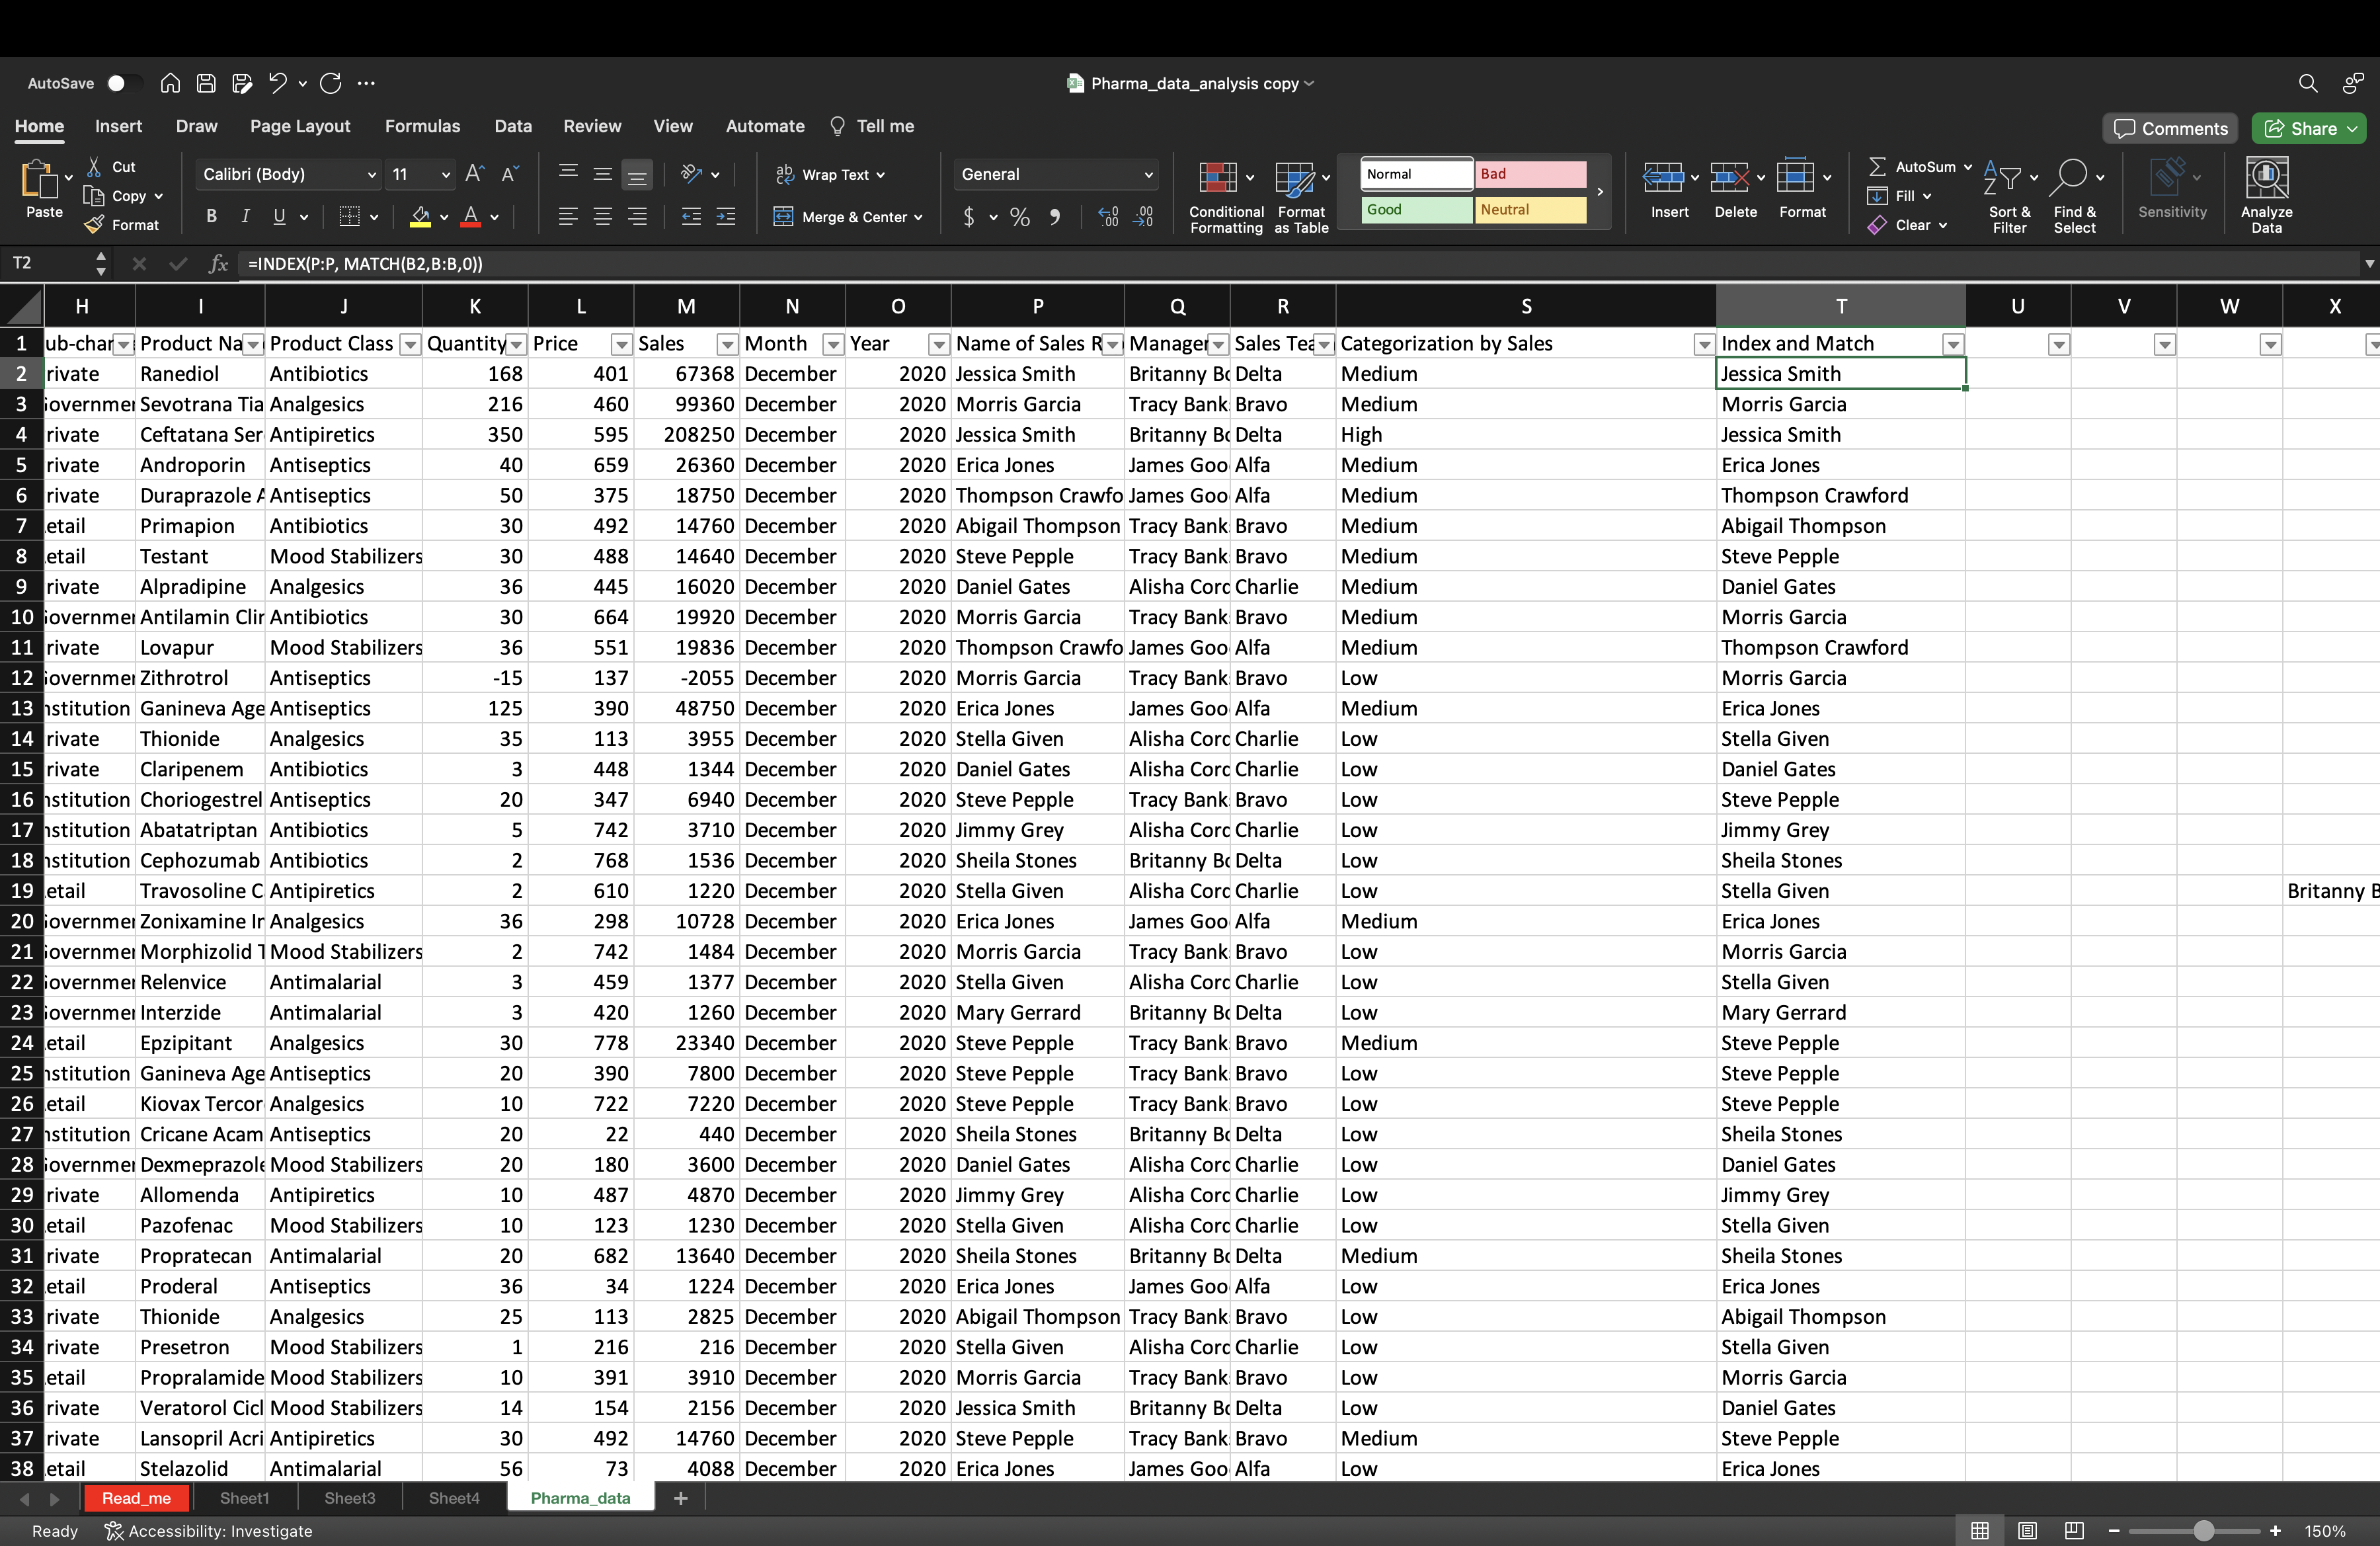 AutoSave Pharma_data_analysis copy
Home Insert Draw Page Layout Formulas Data Review View Automate Tell me Comments Share
Paste Cut Copy Format Calibri (Body) 11 B I U Wrap Text Merge & Center General $ % Conditional Formatting Format as Table Normal Bad Good Neutral Insert Delete Format AutoSum Fill Clear Sort & Filter Find & Select Sensitivity Analyze Data
T2 fx =INDEX(P:P, MATCH(B2,B:B,0))
H I J K L M N O P Q R S T U V W X
1 ub-char Product Na Product Class Quantity Price Sales Month Year Name of Sales R Manager Sales Tea Categorization by Sales Index and Match
2 rivate Ranediol Antibiotics 168 401 67368 December 2020 Jessica Smith Britanny Bo Delta Medium Jessica Smith
3 Governmen Sevotrana Tia Analgesics 216 460 99360 December 2020 Morris Garcia Tracy Bank Bravo Medium Morris Garcia
4 rivate Ceftatana Ser Antipiretics 350 595 208250 December 2020 Jessica Smith Britanny Bo Delta High Jessica Smith
5 rivate Androporin Antiseptics 40 659 26360 December 2020 Erica Jones James Goo Alfa Medium Erica Jones
6 rivate Duraprazole A Antiseptics 50 375 18750 December 2020 Thompson Crawfo James Goo Alfa Medium Thompson Crawford
7 etail Primapion Antibiotics 30 492 14760 December 2020 Abigail Thompson Tracy Bank Bravo Medium Abigail Thompson
8 etail Testant Mood Stabilizers 30 488 14640 December 2020 Steve Pepple Tracy Bank Bravo Medium Steve Pepple
9 rivate Alpradipine Analgesics 36 445 16020 December 2020 Daniel Gates Alisha Cord Charlie Medium Daniel Gates
10 Governmen Antilamin Clin Antibiotics 30 664 19920 December 2020 Morris Garcia Tracy Bank Bravo Medium Morris Garcia
11 rivate Lovapur Mood Stabilizers 36 551 19836 December 2020 Thompson Crawfo James Goo Alfa Medium Thompson Crawford
12 Governmen Zithrotrol Antiseptics -15 137 -2055 December 2020 Morris Garcia Tracy Bank Bravo Low Morris Garcia
13 nstitution Ganineva Age Antiseptics 125 390 48750 December 2020 Erica Jones James Goo Alfa Medium Erica Jones
14 rivate Thionide Analgesics 35 113 3955 December 2020 Stella Given Alisha Cord Charlie Low Stella Given
15 rivate Claripenem Antibiotics 3 448 1344 December 2020 Daniel Gates Alisha Cord Charlie Low Daniel Gates
16 nstitution Choriogestrel Antiseptics 20 347 6940 December 2020 Steve Pepple Tracy Bank Bravo Low Steve Pepple
17 nstitution Abatatriptan Antibiotics 5 742 3710 December 2020 Jimmy Grey Alisha Cord Charlie Low Jimmy Grey
18 nstitution Cephozumab Antibiotics 2 768 1536 December 2020 Sheila Stones Britanny Bo Delta Low Sheila Stones
19 etail Travosoline C Antipiretics 2 610 1220 December 2020 Stella Given Alisha Cord Charlie Low Stella Given Britanny B
20 Governmen Zonixamine In Analgesics 36 298 10728 December 2020 Erica Jones James Goo Alfa Medium Erica Jones
21 Governmen Morphizolid T Mood Stabilizers 2 742 1484 December 2020 Morris Garcia Tracy Bank Bravo Low Morris Garcia
22 Governmen Relenvice Antimalarial 3 459 1377 December 2020 Stella Given Alisha Cord Charlie Low Stella Given
23 Governmen Interzide Antimalarial 3 420 1260 December 2020 Mary Gerrard Britanny Bo Delta Low Mary Gerrard
24 etail Epzipitant Analgesics 30 778 23340 December 2020 Steve Pepple Tracy Bank Bravo Medium Steve Pepple
25 nstitution Ganineva Age Antiseptics 20 390 7800 December 2020 Steve Pepple Tracy Bank Bravo Low Steve Pepple
26 etail Kiovax Tercor Analgesics 10 722 7220 December 2020 Steve Pepple Tracy Bank Bravo Low Steve Pepple
27 nstitution Cricane Acam Antiseptics 20 22 440 December 2020 Sheila Stones Britanny Bo Delta Low Sheila Stones
28 Governmen Dexmeprazole Mood Stabilizers 20 180 3600 December 2020 Daniel Gates Alisha Cord Charlie Low Daniel Gates
29 rivate Allomenda Antipiretics 10 487 4870 December 2020 Jimmy Grey Alisha Cord Charlie Low Jimmy Grey
30 etail Pazofenac Mood Stabilizers 10 123 1230 December 2020 Stella Given Alisha Cord Charlie Low Stella Given
31 rivate Propratecan Antimalarial 20 682 13640 December 2020 Sheila Stones Britanny Bo Delta Medium Sheila Stones
32 etail Proderal Antiseptics 36 34 1224 December 2020 Erica Jones James Goo Alfa Low Erica Jones
33 rivate Thionide Analgesics 25 113 2825 December 2020 Abigail Thompson Tracy Bank Bravo Low Abigail Thompson
34 rivate Presetron Mood Stabilizers 1 216 216 December 2020 Stella Given Alisha Cord Charlie Low Stella Given
35 etail Propralamide Mood Stabilizers 10 391 3910 December 2020 Morris Garcia Tracy Bank Bravo Low Morris Garcia
36 rivate Veratorol Cicl Mood Stabilizers 14 154 2156 December 2020 Jessica Smith Britanny Bo Delta Low Daniel Gates
37 rivate Lansopril Acri Antipiretics 30 492 14760 December 2020 Steve Pepple Tracy Bank Bravo Medium Steve Pepple
38 etail Stelazolid Antimalarial 56 73 4088 December 2020 Erica Jones James Goo Alfa Low Erica Jones
Read_me Sheet1 Sheet3 Sheet4 Pharma_data +
Ready Accessibility: Investigate 150%